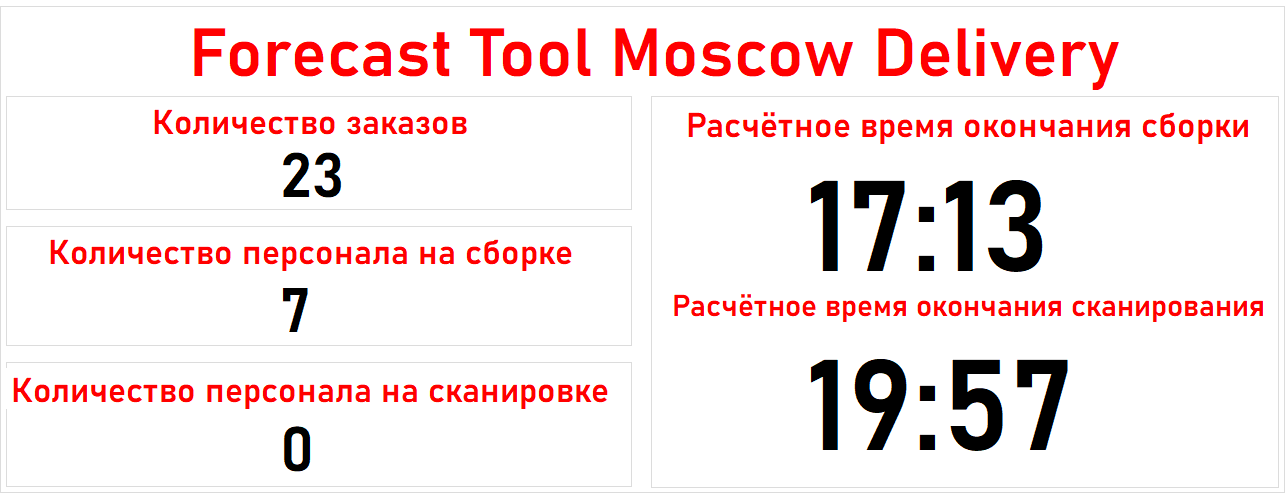 Forecast Tool Moscow Delivery
Количество заказов
23
Количество персонала на сборке
7
Количество персонала на сканировке
0
Расчётное время окончания сборки
17:13
Расчётное время окончания сканирования
19:57